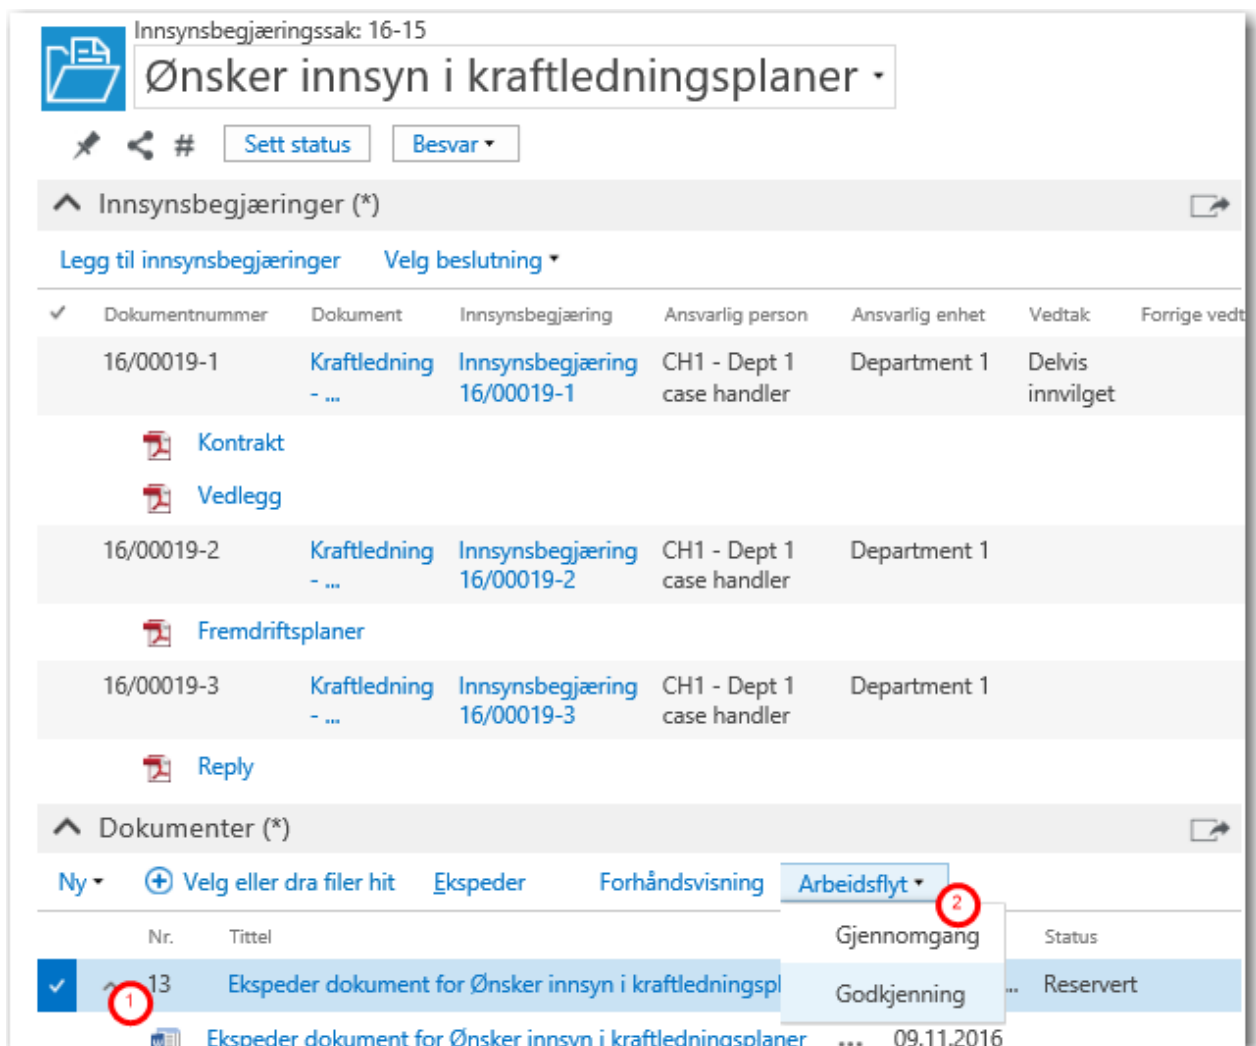 Innsynsbegjæringssak: 16-15
Ønsker innsyn i kraftledningsplaner
# Sett status Besvar
Innsynsbegjæringer (*)
Legg til innsynsbegjæringer Velg beslutning
Dokumentnummer Dokument Innsynsbegjæring Ansvarlig person Ansvarlig enhet Vedtak Forrige vedt
16/00019-1 Kraftledning Innsynsbegjæring CH1 - Dept 1 Department 1 Delvis
- ... 16/00019-1 case handler innvilget
Kontrakt
Vedlegg
16/00019-2 Kraftledning Innsynsbegjæring CH1 - Dept 1 Department 1
- ... 16/00019-2 case handler
Fremdriftsplaner
16/00019-3 Kraftledning Innsynsbegjæring CH1 - Dept 1 Department 1
- ... 16/00019-3 case handler
Reply
Dokumenter (*)
Ny Velg eller dra filer hit Ekspeder Forhåndsvisning Arbeidsflyt
2
Nr. Tittel Gjennomgang Status
13 Ekspeder dokument for Ønsker innsyn i kraftledningspl Godkjenning ... Reservert
1
Ekspeder dokument for Ønsker innsyn i kraftledningsplaner ... 09.11.2016